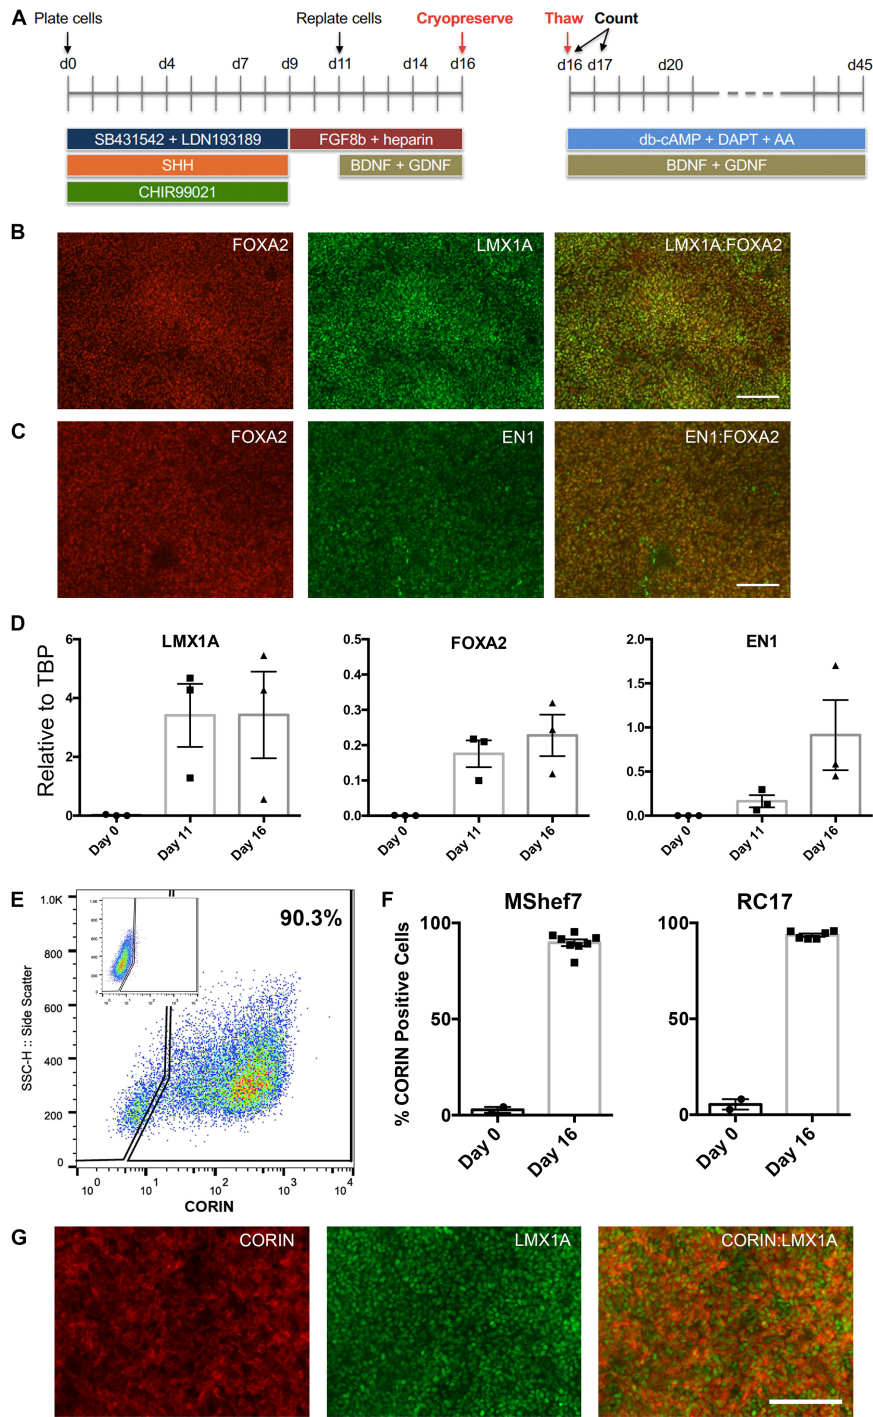 A
Plate cells
Replate cells
Cryopreserve
Thaw
Count
d0
d4
d7
d9
d11
d14
d16
d16
d17
d20
d45
SB431542 + LDN193189
FGF8b + heparin
db-cAMP + DAPT + AA
SHH
BDNF + GDNF
BDNF + GDNF
CHIR99021
B
FOXA2
LMX1A
LMX1A:FOXA2
C
FOXA2
EN1
EN1:FOXA2
D
LMX1A
Relative to TBP
6
4
2
0
Day 0
Day 11
Day 16
FOXA2
0.5
0.4
0.3
0.2
0.1
0.0
Day 0
Day 11
Day 16
EN1
2.0
1.5
1.0
0.5
0.0
Day 0
Day 11
Day 16
E
90.3%
SSC-H :: Side Scatter
1.0K
800
600
400
200
0
10^0
10^1
10^2
10^3
10^4
CORIN
F
MShef7
% CORIN Positive Cells
100
50
0
Day 0
Day 16
RC17
100
50
0
Day 0
Day 16
G
CORIN
LMX1A
CORIN:LMX1A